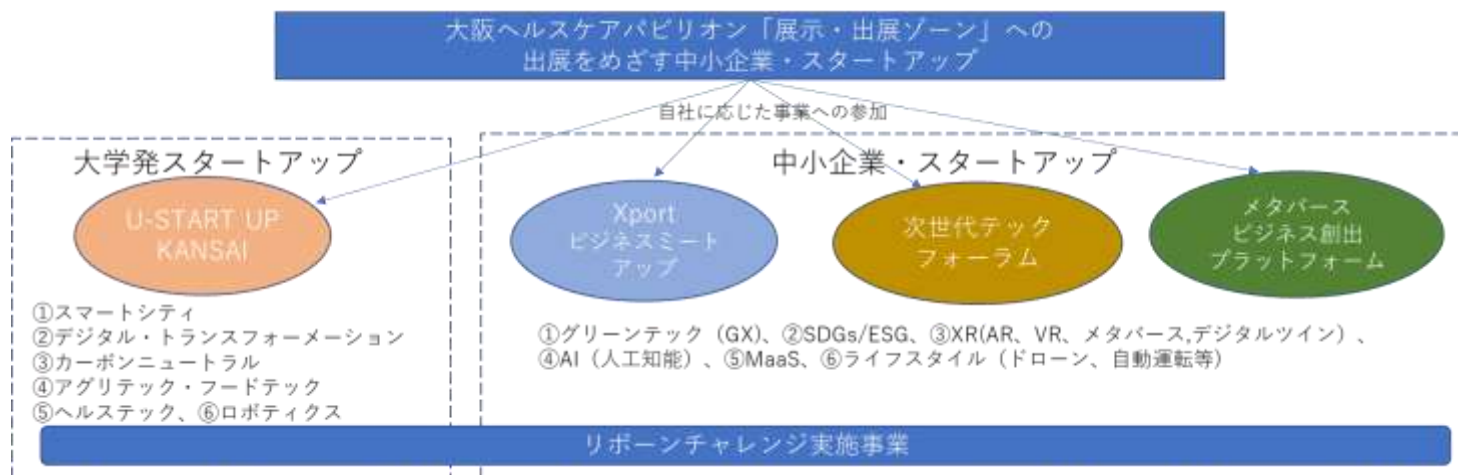 大阪ヘルスケアパビリオン「展示・出展ゾーン」への
出展をめざす中小企業・スタートアップ
自社に応じた事業への参加
大学発スタートアップ
U-START UP
KANSAI
①スマートシティ
②デジタル・トランスフォーメーション
③カーボンニュートラル
④アグリテック・フードテック
⑤ヘルステック、⑥ロボティクス
中小企業・スタートアップ
Xport
ビジネスミート
アップ
次世代テック
フォーラム
メタバース
ビジネス創出
プラットフォーム
①グリーンテック（GX)、②SDGs/ESG、③XR(AR、VR、メタバース,デジタルツイン）、
④AI（人工知能）、⑤MaaS、⑥ライフスタイル（ドローン、自動運転等)
リボーンチャレンジ実施事業